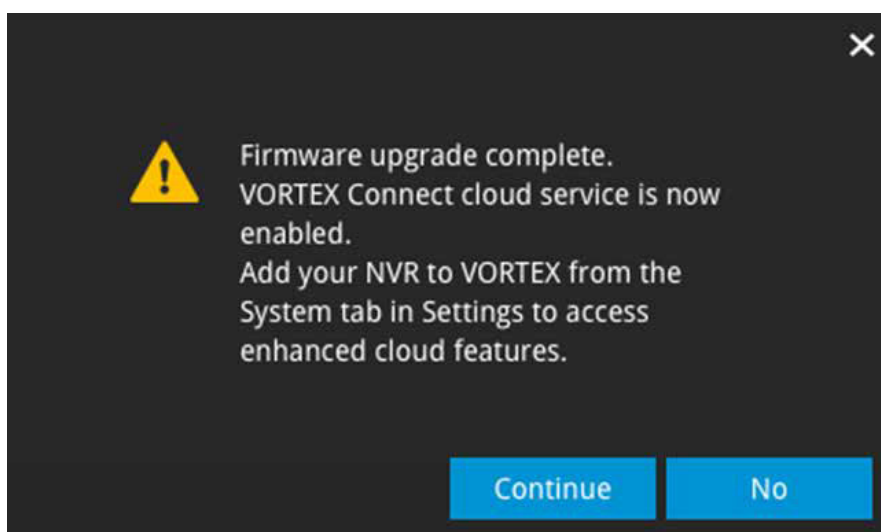 Firmware upgrade complete.
VORTEX Connect cloud service is now
enabled.
Add your NVR to VORTEX from the
System tab in Settings to access
enhanced cloud features.
Continue
No